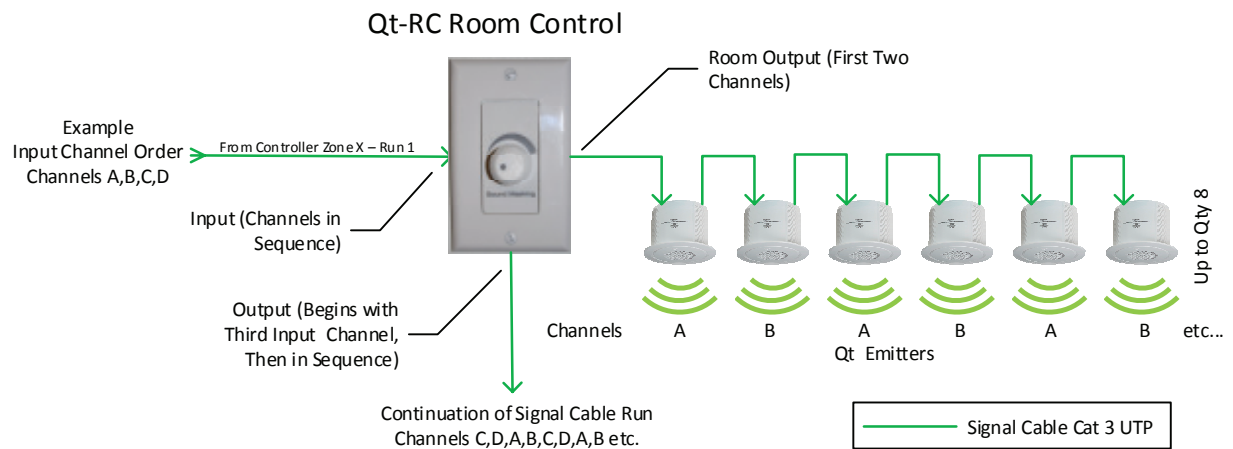 Qt-RC Room Control
Room Output (First Two
Channels)
Example
Input Channel Order
Channels A,B,C,D
From Controller Zone X – Run 1
Input (Channels in
Sequence)
Sound Masking
Up to Qty 8
Output (Begins with
Third Input Channel,
Then in Sequence)
Channels A B A B A B etc...
Qt Emitters
Continuation of Signal Cable Run
Channels C,D,A,B,C,D,A,B etc.
Signal Cable Cat 3 UTP